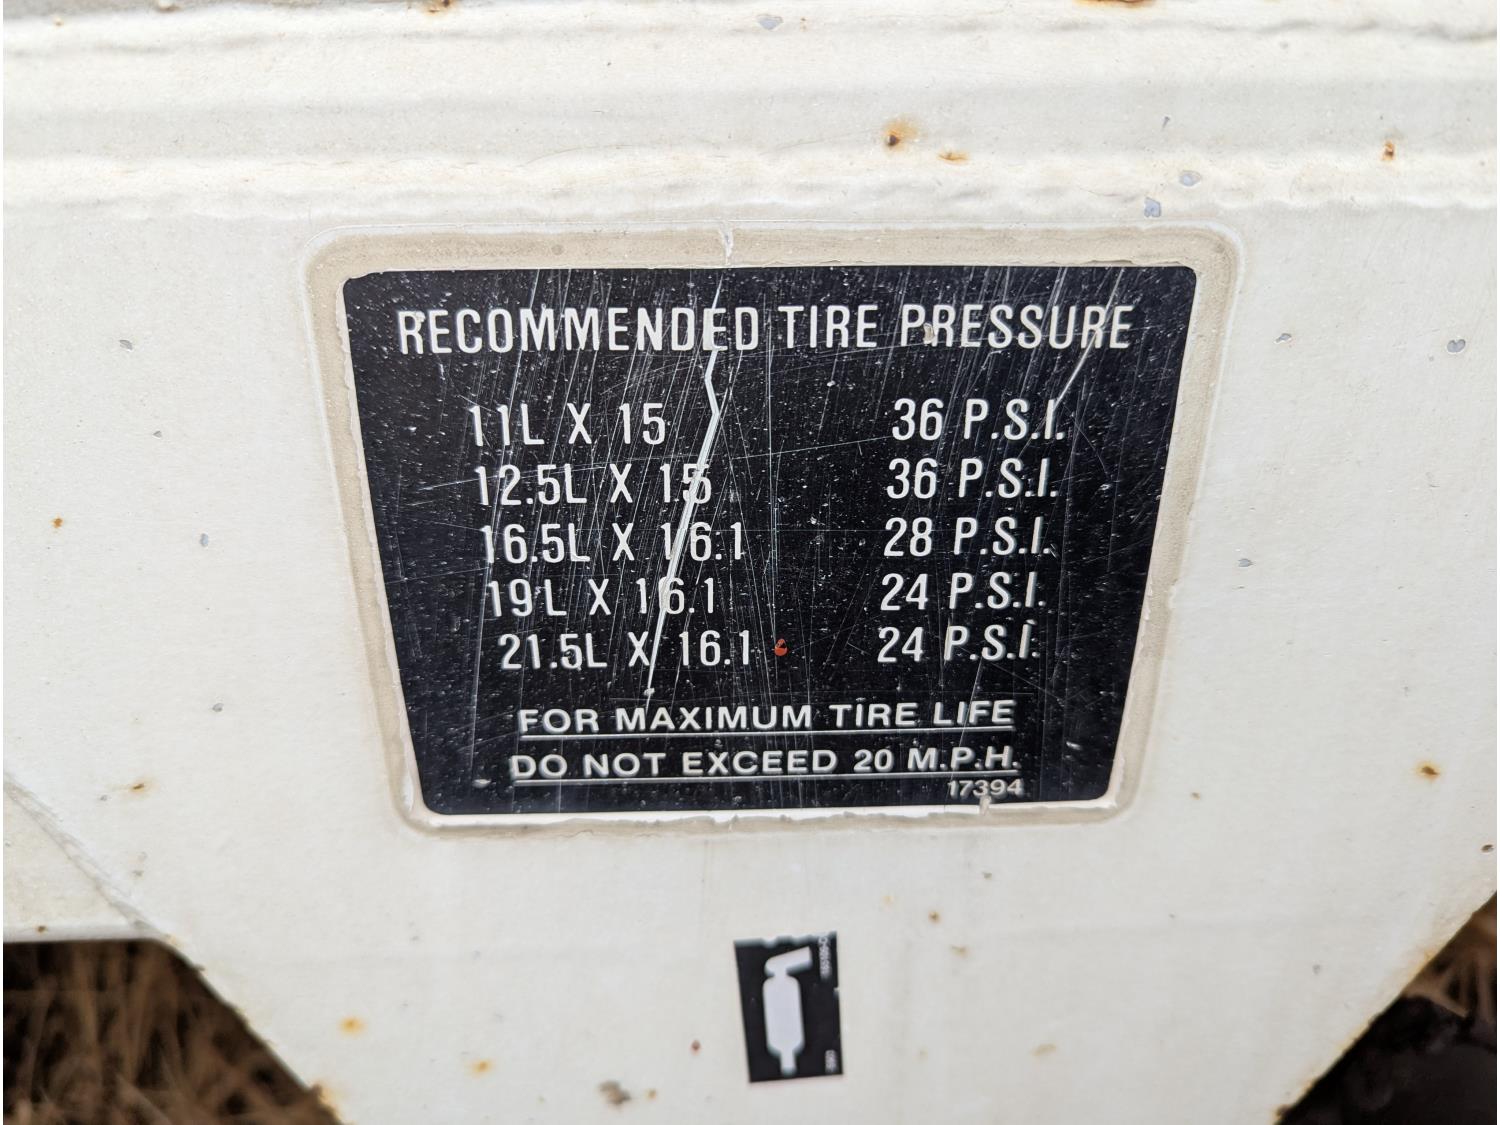 RECOMMENDED TIRE PRESSURE
11L X 15 36 P.S.I.
12.5L X 15 36 P.S.I.
16.5L X 16.1 28 P.S.I.
19L X 16.1 24 P.S.I.
21.5L X 16.1 24 P.S.I.
FOR MAXIMUM TIRE LIFE
DO NOT EXCEED 20 M.P.H.
17394